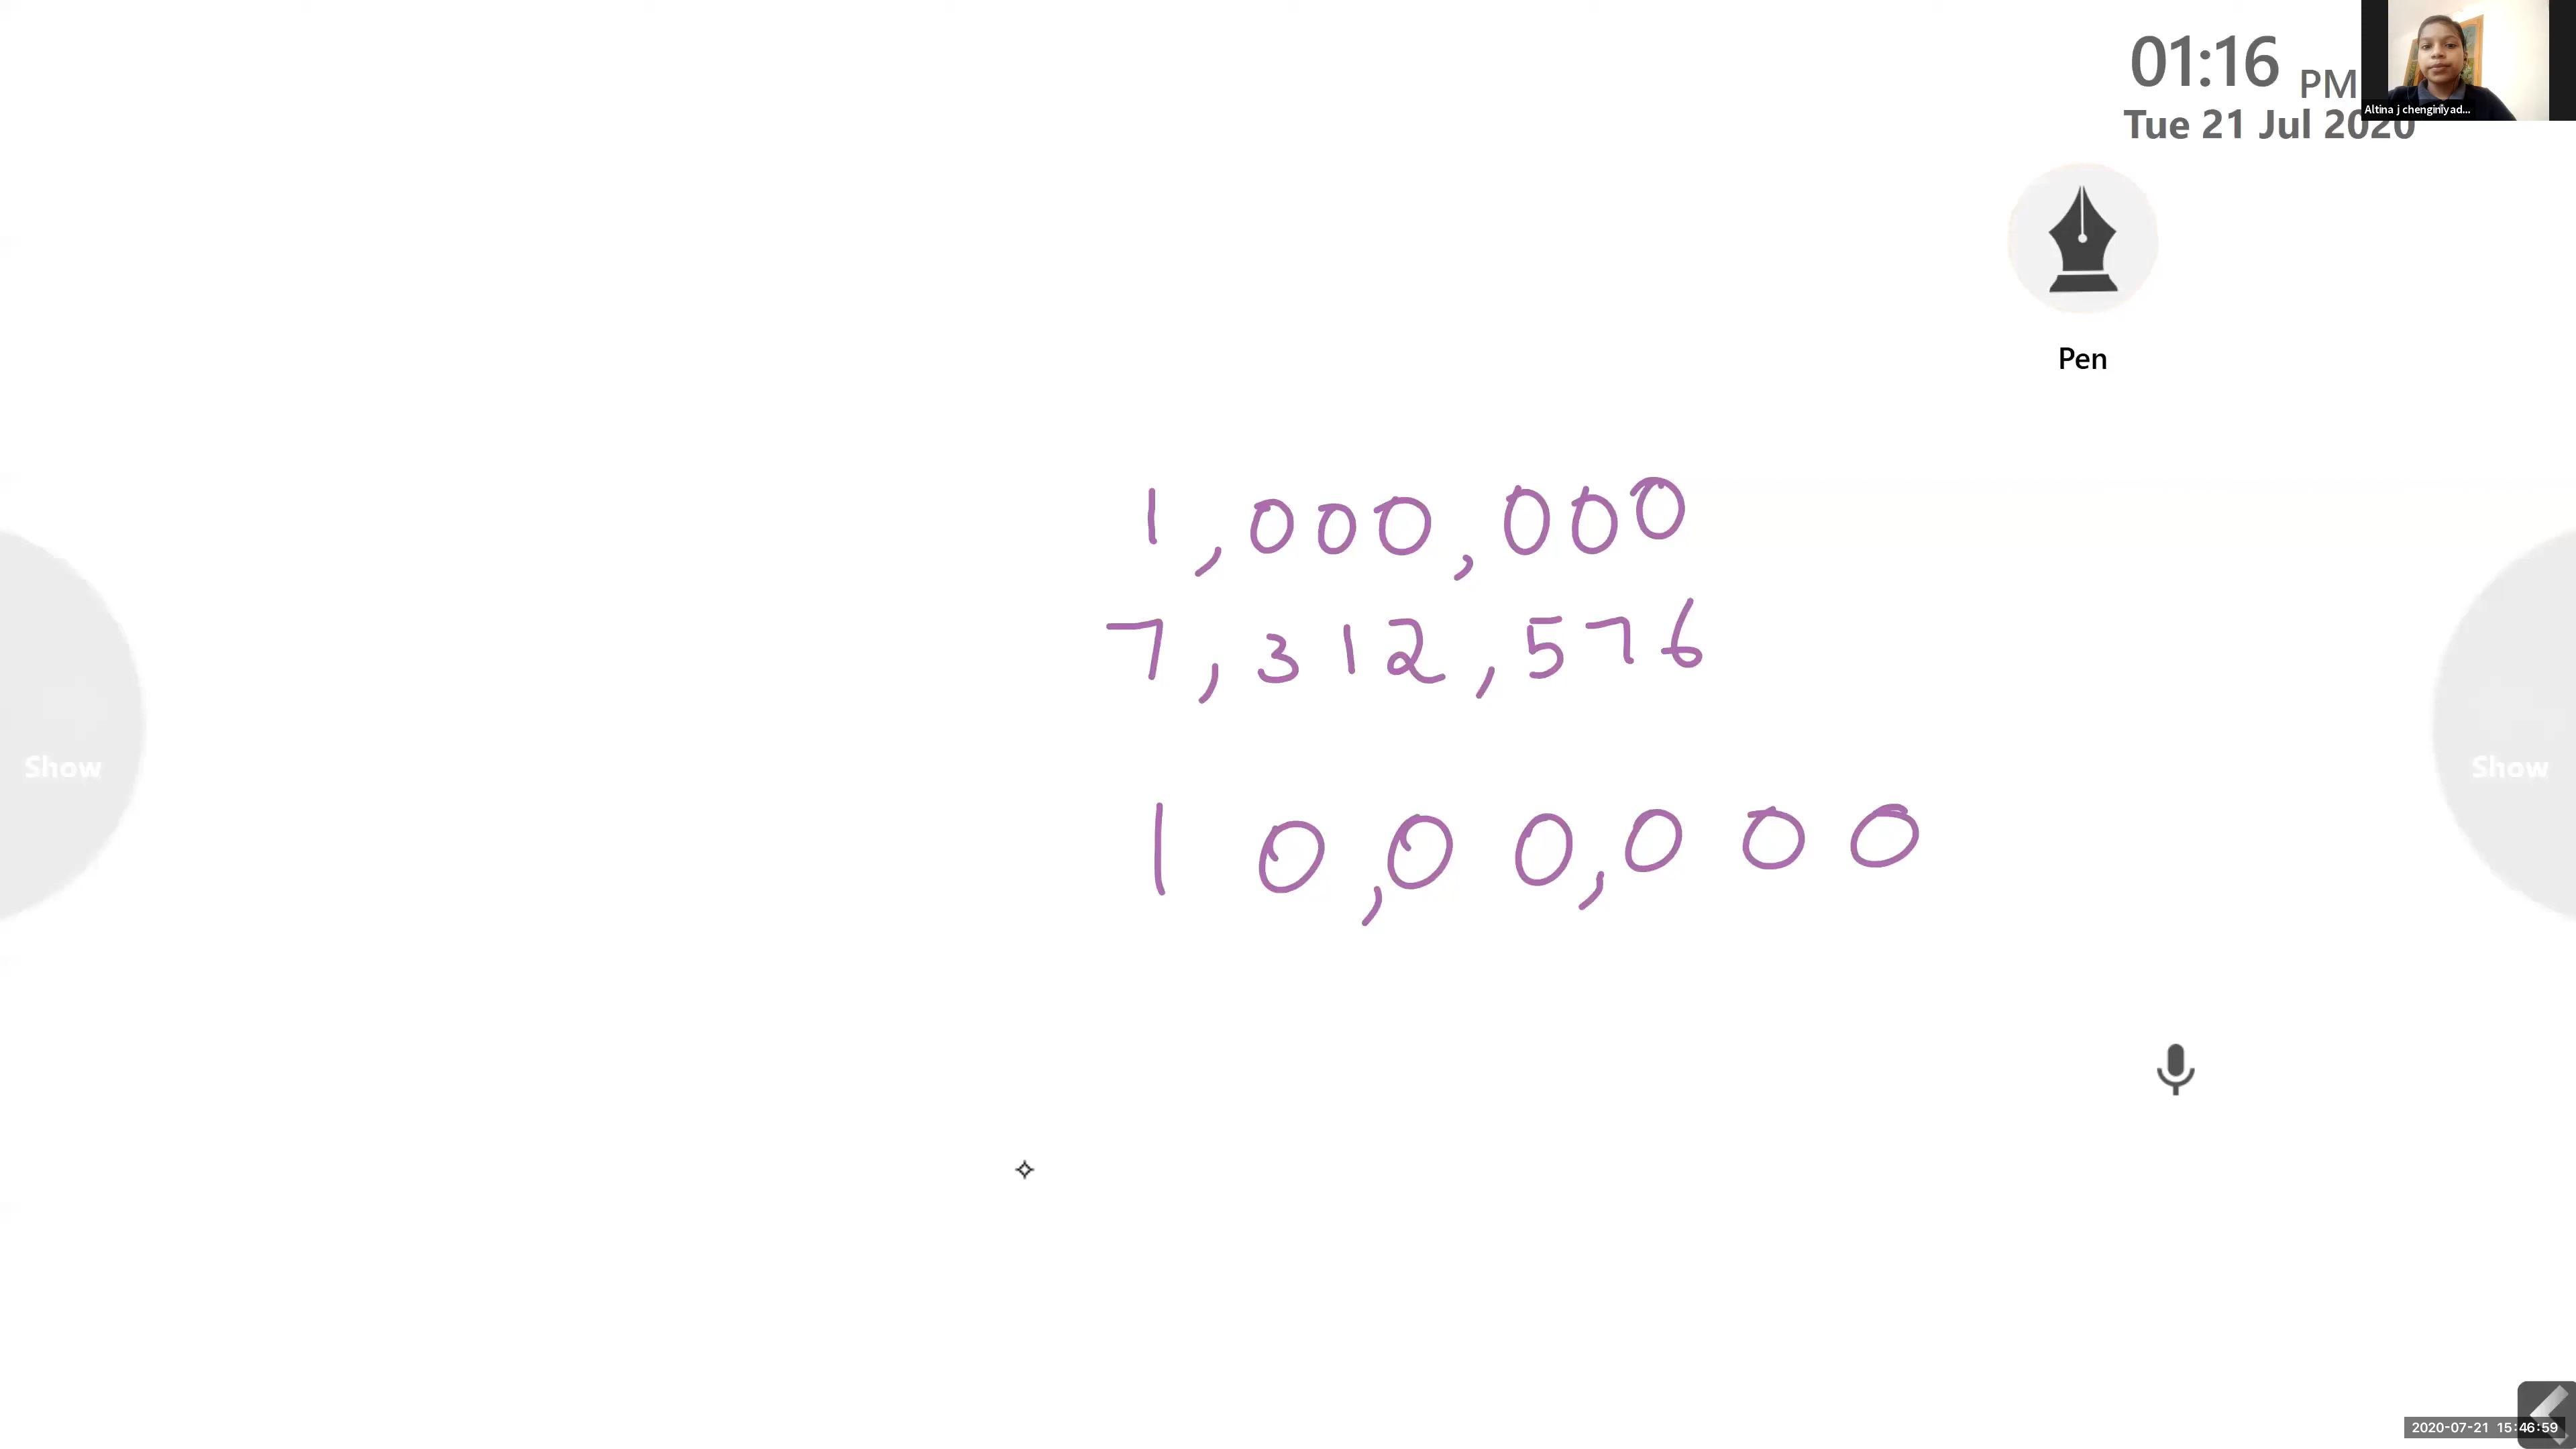 01:16 PM
Tue 21 Jul 2020
Altina j chenginiyad...
Pen
1,000,000
7,312,576
Show
Show
10,00,000
2020-07-21 15:46:59